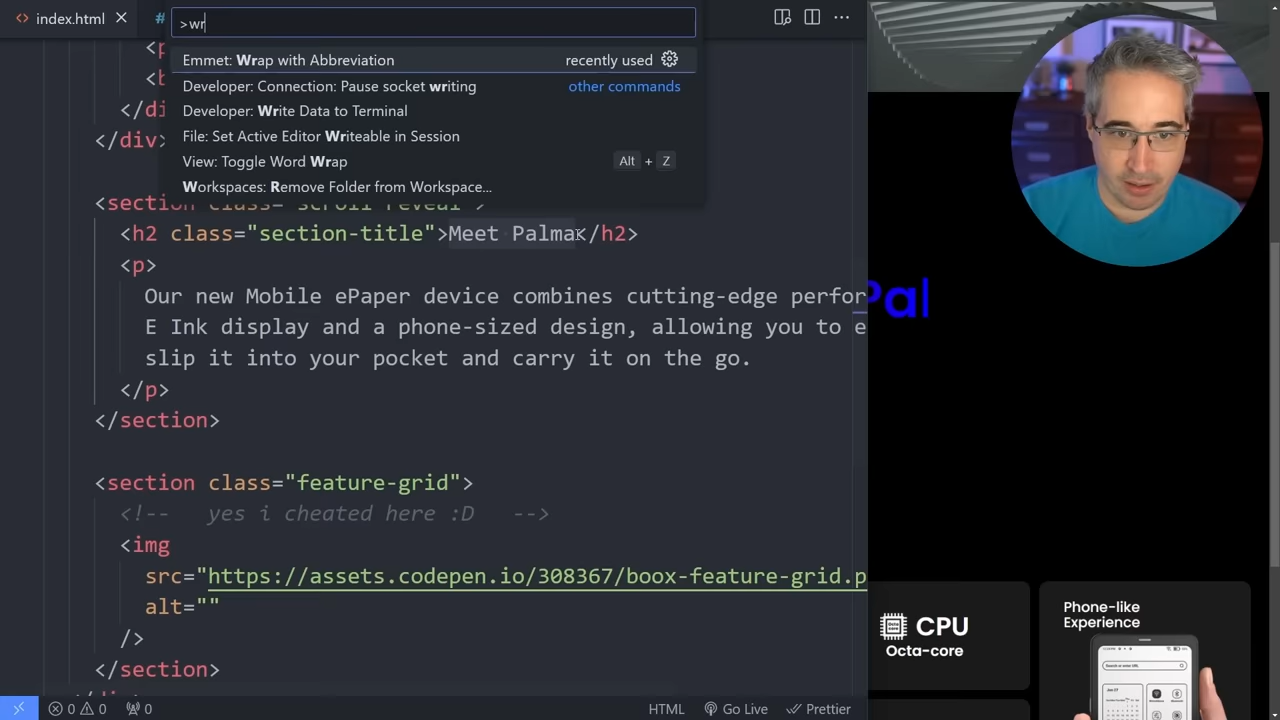 index.html
#
>wr
Emmet: Wrap with Abbreviation recently used
Developer: Connection: Pause socket writing other commands
Developer: Write Data to Terminal
File: Set Active Editor Writeable in Session
View: Toggle Word Wrap Alt + Z
Workspaces: Remove Folder from Workspace...
<p
<b
</di
</div>
<section class="scroll-reveal">
<h2 class="section-title">Meet Palma</h2>
<p>
Our new Mobile ePaper device combines cutting-edge perfor
E Ink display and a phone-sized design, allowing you to e
slip it into your pocket and carry it on the go.
</p>
</section>
<section class="feature-grid">
<!-- yes i cheated here :D -->
<img
src="https://assets.codepen.io/308367/boox-feature-grid.p
alt=""
/>
</section>
0 0 0 HTML Go Live Prettier
Pal
CPU
Octa-core
Phone-like
Experience